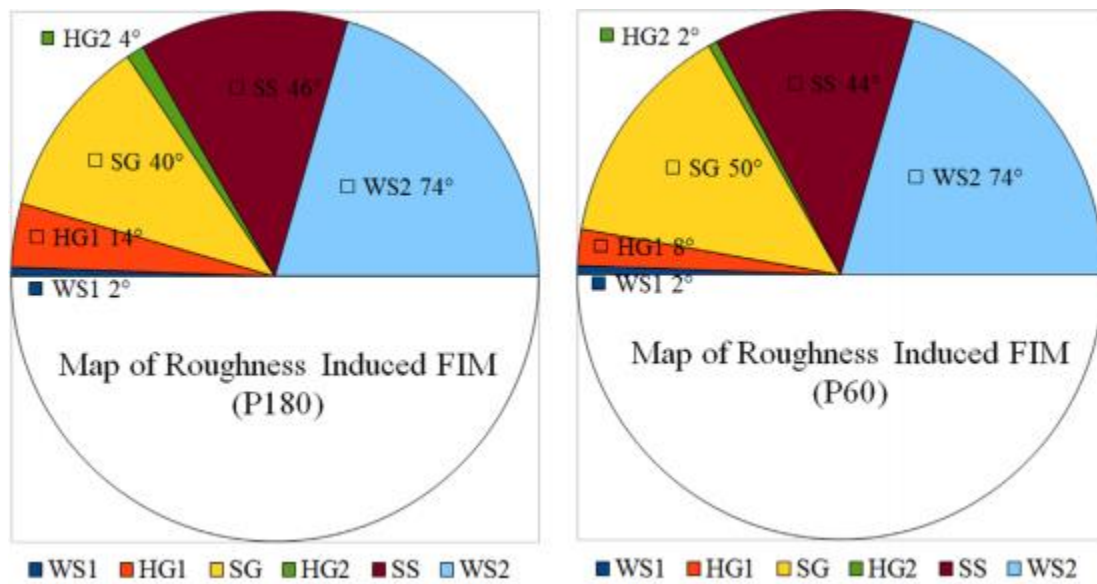 HG2 4°
SS 46°
SG 40°
WS2 74°
HG1 14°
WS1 2°
Map of Roughness Induced FIM
(P180)
WS1 HG1 SG HG2 SS WS2
HG2 2°
SS 44°
SG 50°
WS2 74°
HG1 8°
WS1 2°
Map of Roughness Induced FIM
(P60)
WS1 HG1 SG HG2 SS WS2